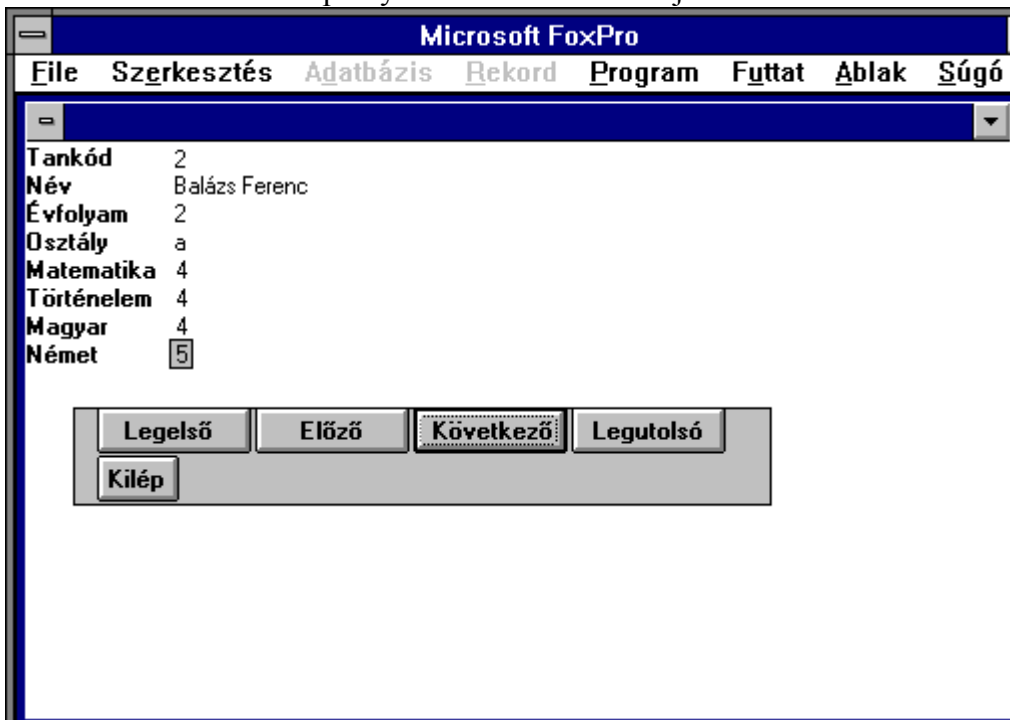 Microsoft FoxPro
File Szerkesztés Adatbázis Rekord Program Futtat Ablak Súgó
Tankód 2
Név Balázs Ferenc
Évfolyam 2
Osztály a
Matematika 4
Történelem 4
Magyar 4
Német 5
Legelső Előző Következő Legutolsó
Kilép